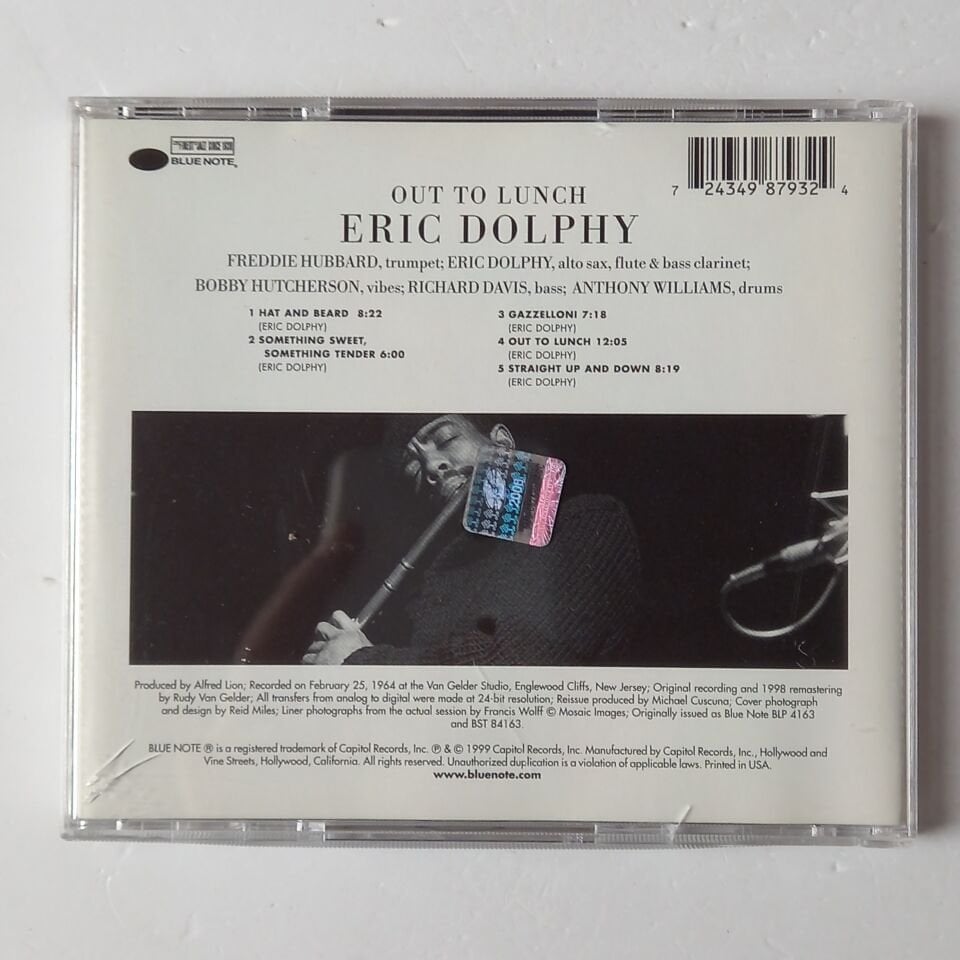 BLUE NOTE®
7 24349 87932 4
OUT TO LUNCH
ERIC DOLPHY
FREDDIE HUBBARD, trumpet; ERIC DOLPHY, alto sax, flute & bass clarinet;
BOBBY HUTCHERSON, vibes; RICHARD DAVIS, bass; ANTHONY WILLIAMS, drums
1 HAT AND BEARD 8:22
(ERIC DOLPHY)
2 SOMETHING SWEET,
SOMETHING TENDER 6:00
(ERIC DOLPHY)
3 GAZZELLONI 7:18
(ERIC DOLPHY)
4 OUT TO LUNCH 12:05
(ERIC DOLPHY)
5 STRAIGHT UP AND DOWN 8:19
(ERIC DOLPHY)
Produced by Alfred Lion; Recorded on February 25, 1964 at the Van Gelder Studio, Englewood Cliffs, New Jersey; Original recording and 1998 remastering
by Rudy Van Gelder; All transfers from analog to digital were made at 24-bit resolution; Reissue produced by Michael Cuscuna; Cover photograph
and design by Reid Miles; Liner photographs from the actual session by Francis Wolff © Mosaic Images; Originally issued as Blue Note BLP 4163
and BST 84163.
BLUE NOTE ® is a registered trademark of Capitol Records, Inc. ℗ & © 1999 Capitol Records, Inc. Manufactured by Capitol Records, Inc., Hollywood and
Vine Streets, Hollywood, California. All rights reserved. Unauthorized duplication is a violation of applicable laws. Printed in USA.
www.bluenote.com